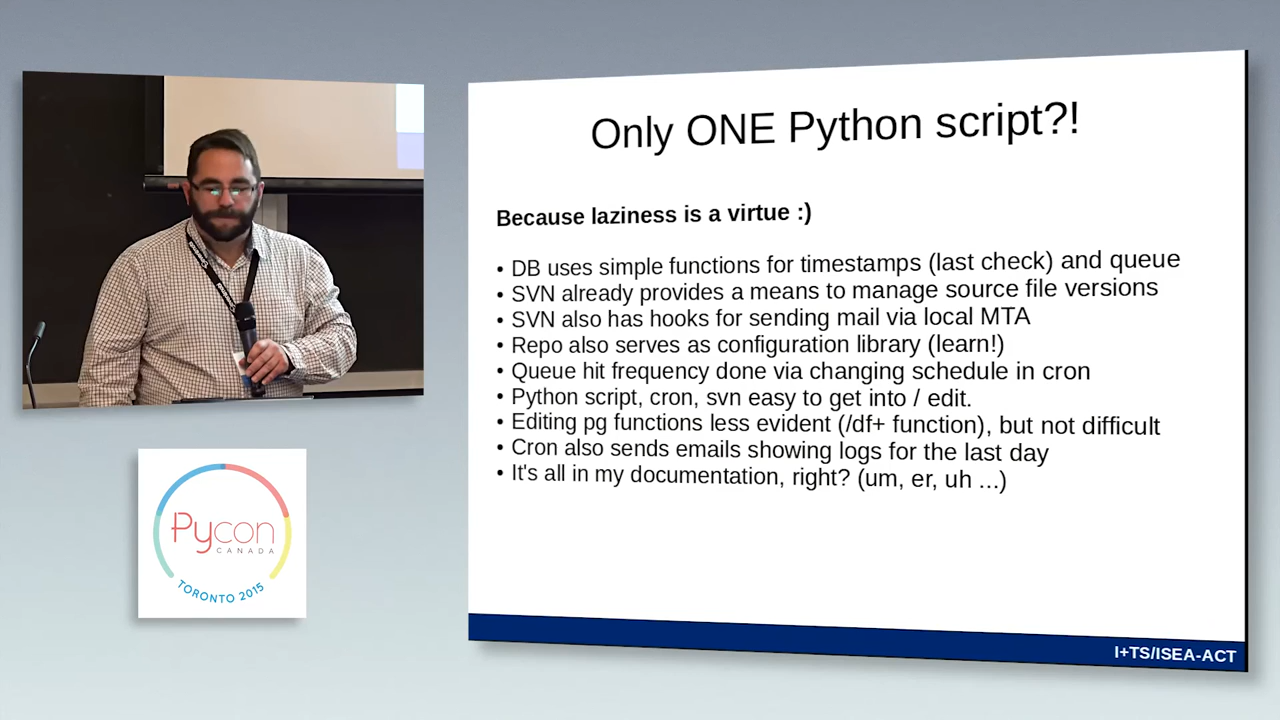 Only ONE Python script?!
Because laziness is a virtue :)
• DB uses simple functions for timestamps (last check) and queue
• SVN already provides a means to manage source file versions
• SVN also has hooks for sending mail via local MTA
• Repo also serves as configuration library (learn!)
• Queue hit frequency done via changing schedule in cron
• Python script, cron, svn easy to get into / edit.
• Editing pg functions less evident (/df+ function), but not difficult
• Cron also sends emails showing logs for the last day
• It's all in my documentation, right? (um, er, uh ...)
I+TS/ISEA-ACT
Pycon
CANADA
TORONTO 2015